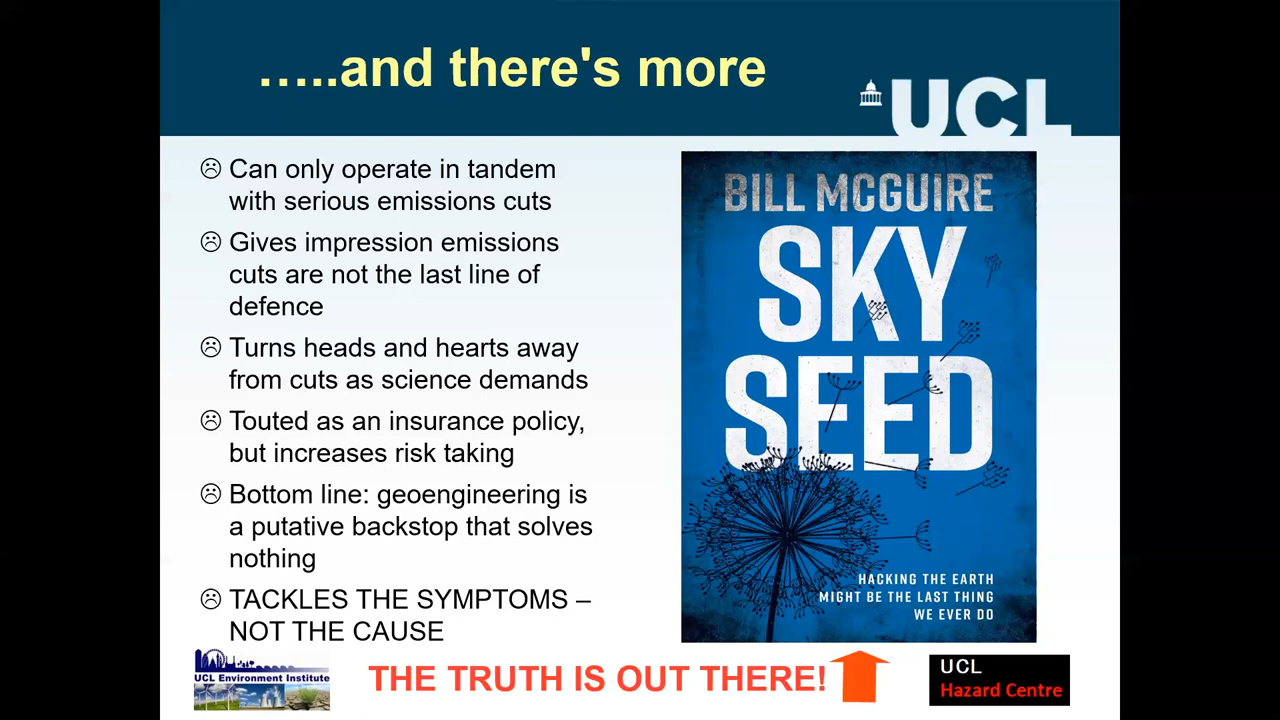 …..and there's more
UCL
☹ Can only operate in tandem
with serious emissions cuts
☹ Gives impression emissions
cuts are not the last line of
defence
☹ Turns heads and hearts away
from cuts as science demands
☹ Touted as an insurance policy,
but increases risk taking
☹ Bottom line: geoengineering is
a putative backstop that solves
nothing
☹ TACKLES THE SYMPTOMS –
NOT THE CAUSE
BILL MCGUIRE
SKY
SEED
HACKING THE EARTH
MIGHT BE THE LAST THING
WE EVER DO
UCL Environment Institute
THE TRUTH IS OUT THERE!
UCL
Hazard Centre